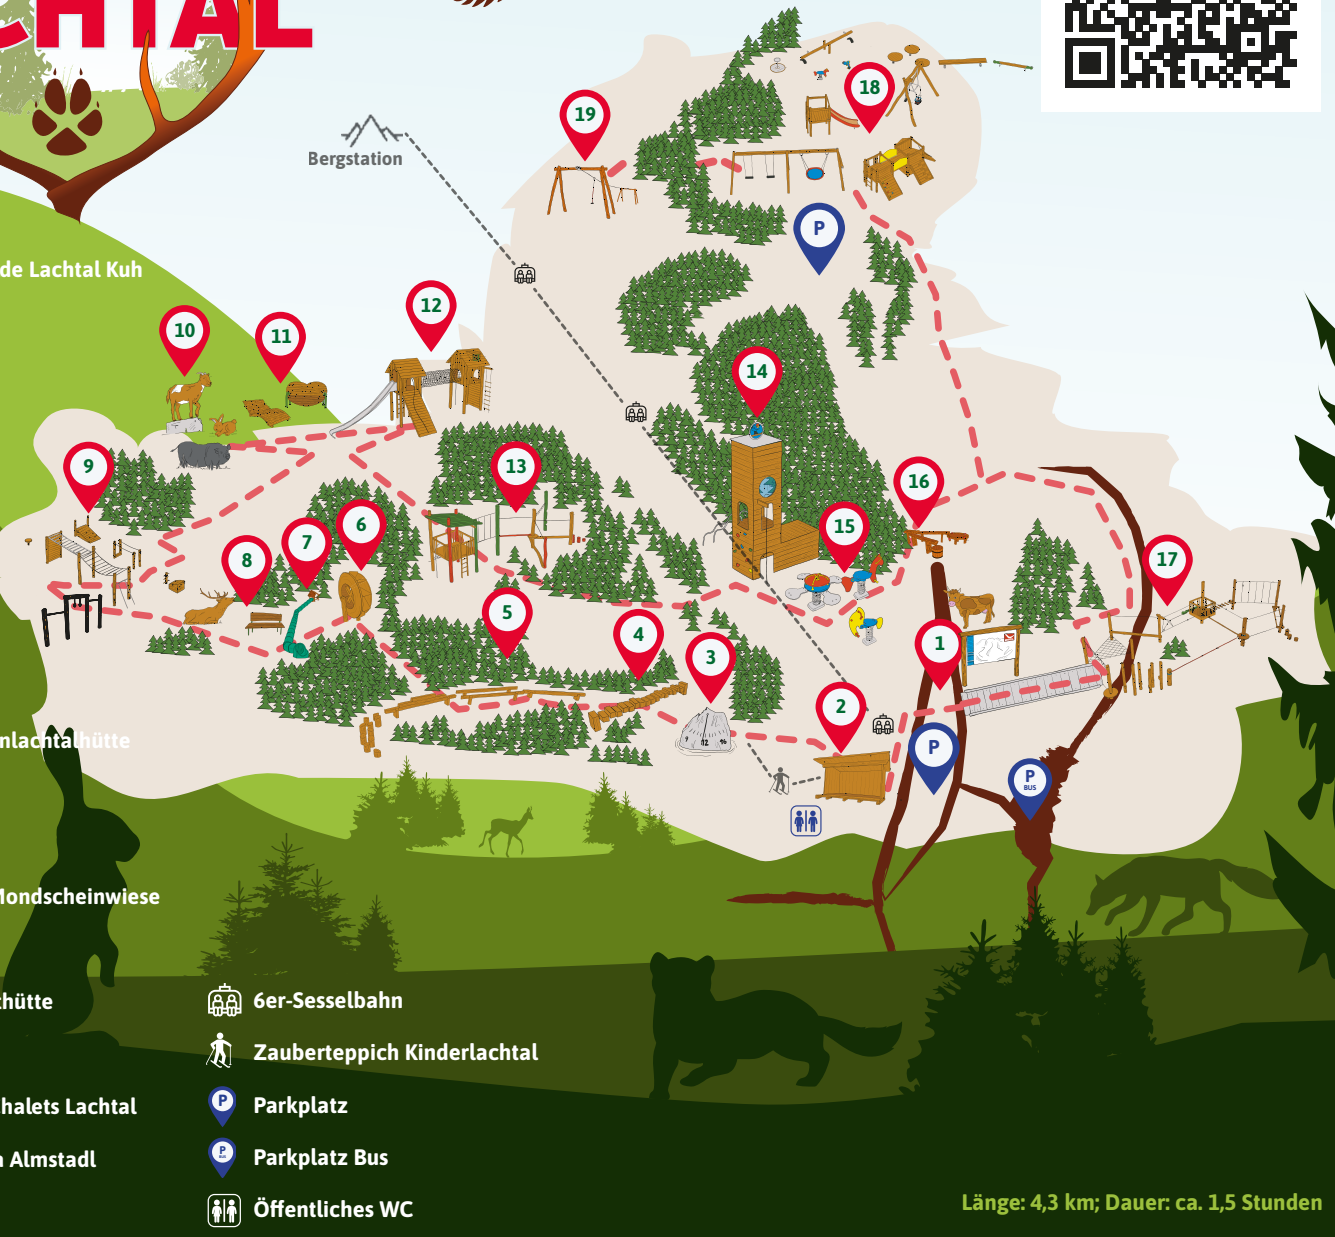 CHTAL
18
19
Bergstation
P
de Lachtal Kuh
12
10
11
14
13
9
16
15
6
7
17
8
5
4
3
1
2
nlachtalhütte
P
P
BUS
Mondscheinwiese
hütte
6er-Sesselbahn
Zauberteppich Kinderlachtal
halets Lachtal
P
Parkplatz
n Almstadl
P
BUS
Parkplatz Bus
Öffentliches WC
Länge: 4,3 km; Dauer: ca. 1,5 Stunden